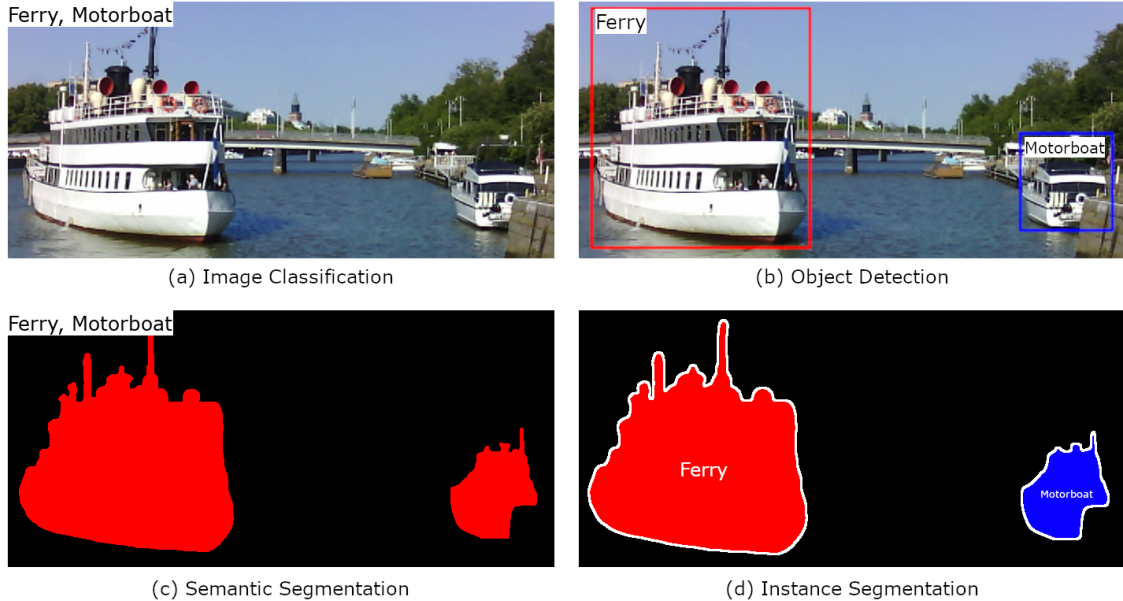 Ferry, Motorboat
Ferry
Motorboat
(a) Image Classification
(b) Object Detection
Ferry, Motorboat
Ferry
Motorboat
(c) Semantic Segmentation
(d) Instance Segmentation